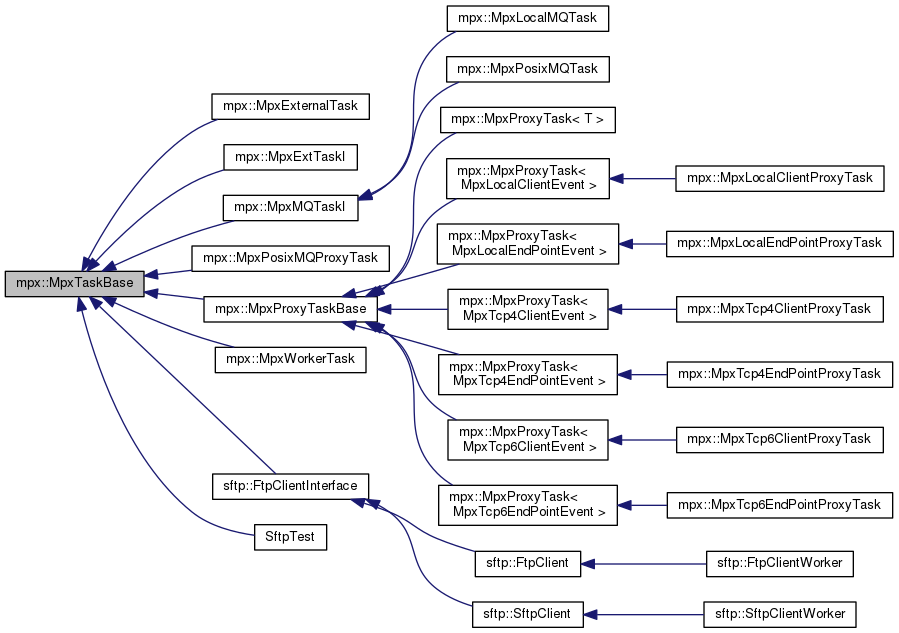 mpx::MpxTaskBase
mpx::MpxExternalTask
mpx::MpxExtTaskI
mpx::MpxMQTaskI
mpx::MpxPosixMQProxyTask
mpx::MpxProxyTaskBase
mpx::MpxWorkerTask
sftp::FtpClientInterface
SftpTest
mpx::MpxLocalMQTask
mpx::MpxPosixMQTask
mpx::MpxProxyTask< T >
mpx::MpxProxyTask<
MpxLocalClientEvent >
mpx::MpxProxyTask<
MpxLocalEndPointEvent >
mpx::MpxProxyTask<
MpxTcp4ClientEvent >
mpx::MpxProxyTask<
MpxTcp4EndPointEvent >
mpx::MpxProxyTask<
MpxTcp6ClientEvent >
mpx::MpxProxyTask<
MpxTcp6EndPointEvent >
sftp::FtpClient
sftp::SftpClient
mpx::MpxLocalClientProxyTask
mpx::MpxLocalEndPointProxyTask
mpx::MpxTcp4ClientProxyTask
mpx::MpxTcp4EndPointProxyTask
mpx::MpxTcp6ClientProxyTask
mpx::MpxTcp6EndPointProxyTask
sftp::FtpClientWorker
sftp::SftpClientWorker